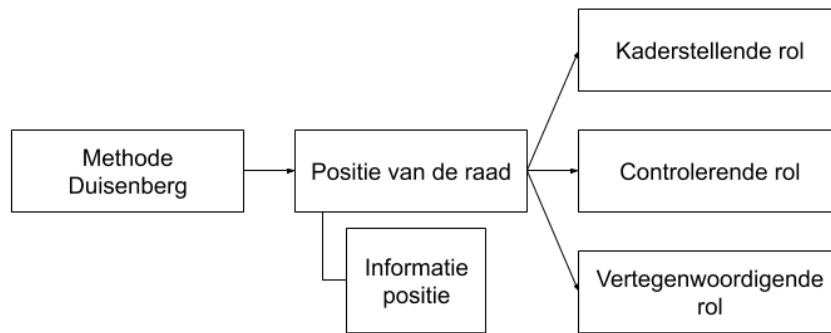 Methode
Duisenberg
Positie van de raad
Informatie
positie
Kaderstellende rol
Controlerende rol
Vertegenwoordigende
rol